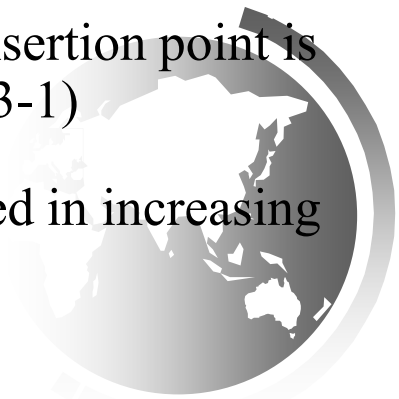 sertion point is
3-1)
ed in increasing